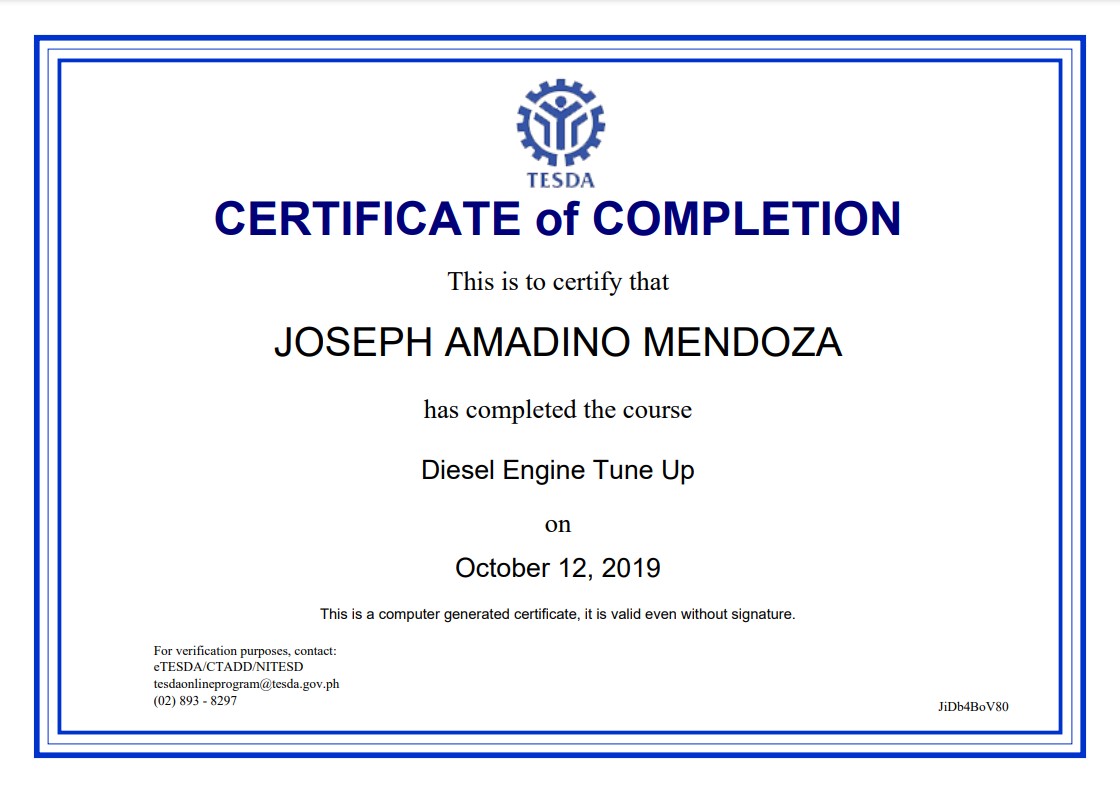 TESDA
CERTIFICATE of COMPLETION
This is to certify that
JOSEPH AMADINO MENDOZA
has completed the course
Diesel Engine Tune Up
on
October 12, 2019
This is a computer generated certificate, it is valid even without signature.
For verification purposes, contact:
eTESDA/CTADD/NITESD
tesdaonlineprogram@tesda.gov.ph
(02) 893 - 8297
JiDb4BoV80